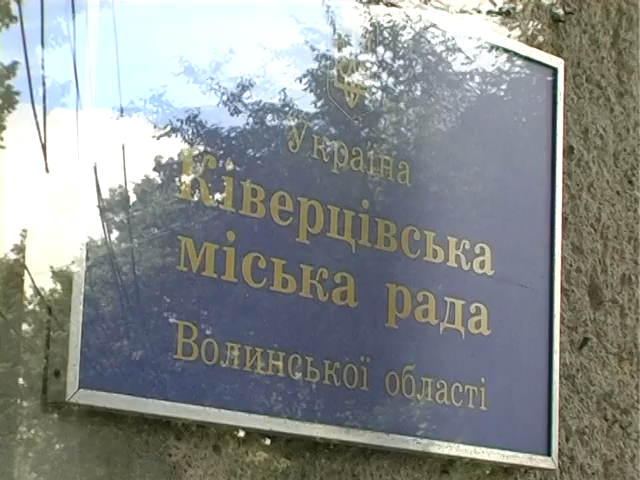 Україна
Ківерцівська
міська рада
Волинської області